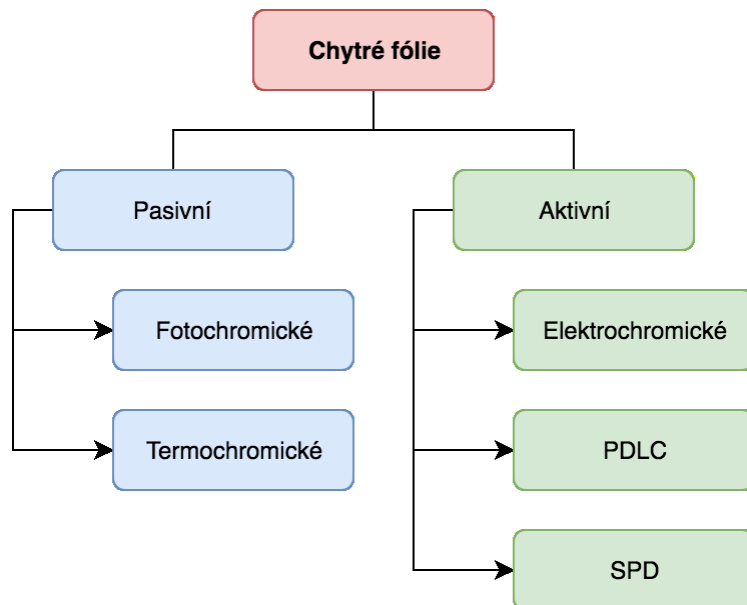 Chytré fólie
Pasivní
Aktivní
Fotochromické
Elektrochromické
Termochromické
PDLC
SPD